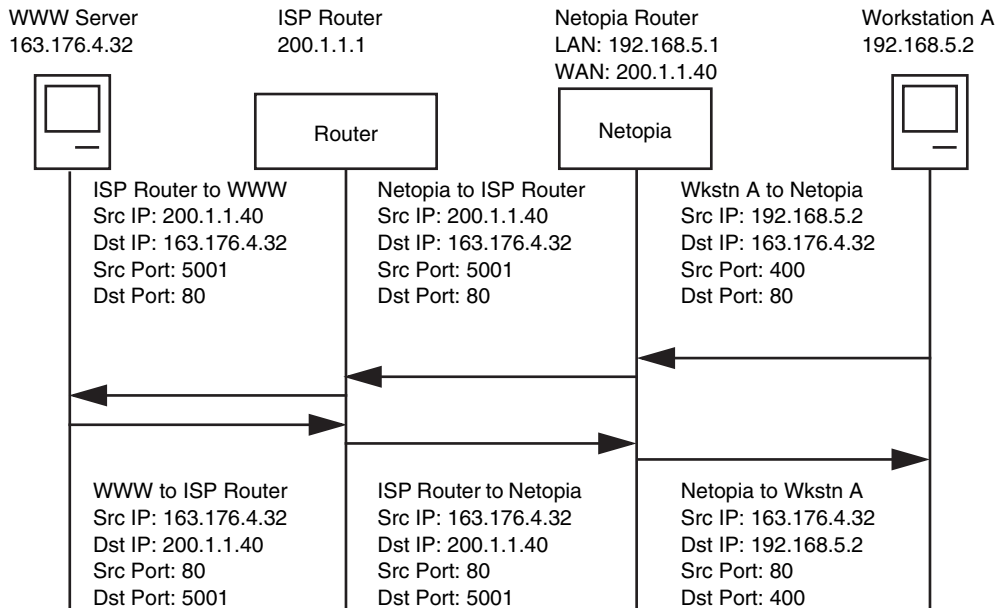 WWW Server
163.176.4.32
ISP Router
200.1.1.1
Netopia Router
LAN: 192.168.5.1
WAN: 200.1.1.40
Workstation A
192.168.5.2
Router
Netopia
ISP Router to WWW
Src IP: 200.1.1.40
Dst IP: 163.176.4.32
Src Port: 5001
Dst Port: 80
Netopia to ISP Router
Src IP: 200.1.1.40
Dst IP: 163.176.4.32
Src Port: 5001
Dst Port: 80
Wkstn A to Netopia
Src IP: 192.168.5.2
Dst IP: 163.176.4.32
Src Port: 400
Dst Port: 80
WWW to ISP Router
Src IP: 163.176.4.32
Dst IP: 200.1.1.40
Src Port: 80
Dst Port: 5001
ISP Router to Netopia
Src IP: 163.176.4.32
Dst IP: 200.1.1.40
Src Port: 80
Dst Port: 5001
Netopia to Wkstn A
Src IP: 163.176.4.32
Dst IP: 192.168.5.2
Src Port: 80
Dst Port: 400